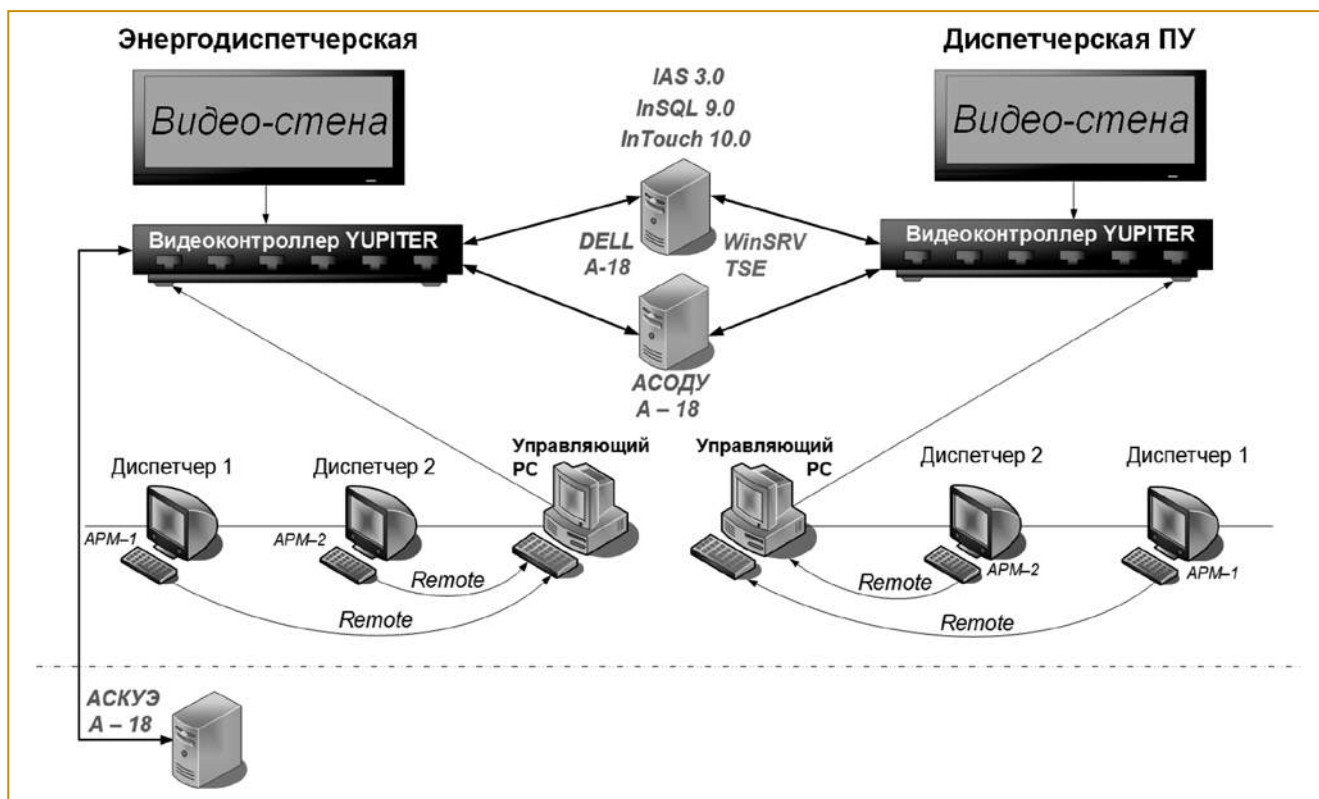 Энергодиспетчерская
Диспетчерская ПУ
Видео-стена
IAS 3.0
InSQL 9.0
InTouch 10.0
Видео-стена
Видеоконтроллер YUPITER
DELL
A-18
WinSRV
TSE
Видеоконтроллер YUPITER
АСОДУ
А – 18
Диспетчер 1
Диспетчер 2
Управляющий
PC
Управляющий
PC
Диспетчер 2
Диспетчер 1
АРМ–1
АРМ–2
Remote
Remote
Remote
АРМ–2
Remote
АРМ–1
АСКУЭ
А – 18